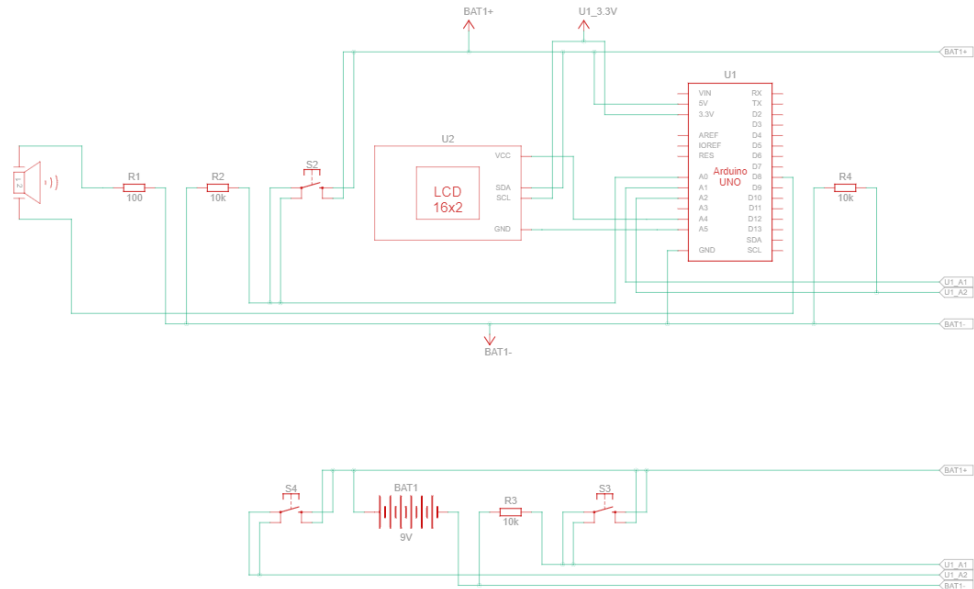 BAT1+
U1_3.3V
BAT1+
U1
VIN
5V
3.3V
AREF
IOREF
RES
A0
A1
A2
A3
A4
A5
GND
RX
TX
D2
D3
D4
D5
D6
D7
D8
D9
D10
D11
D12
D13
SDA
SCL
Arduino
UNO
U2
VCC
SDA
SCL
GND
LCD
16x2
1
2
R1
100
R2
10k
S2
R4
10k
U1_A1
U1_A2
BAT1-
BAT1-
BAT1+
S4
BAT1
9V
R3
10k
S3
U1_A1
U1_A2
BAT1-